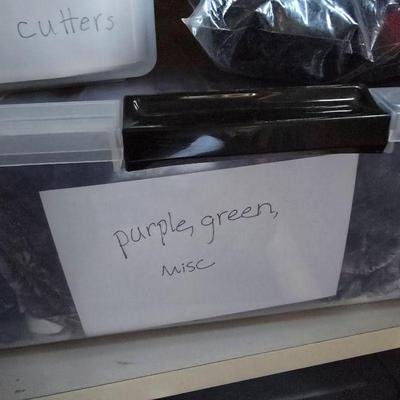 cutters
purple, green,
misc